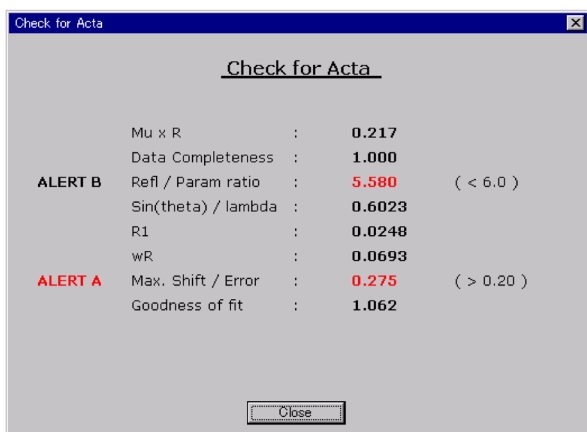 Check for Acta
Check for Acta
Mu x R : 0.217
Data Completeness : 1.000
ALERT B Refl / Param ratio : 5.580 ( < 6.0 )
Sin(theta) / lambda : 0.6023
R1 : 0.0248
wR : 0.0693
ALERT A Max. Shift / Error : 0.275 ( > 0.20 )
Goodness of fit : 1.062
Close